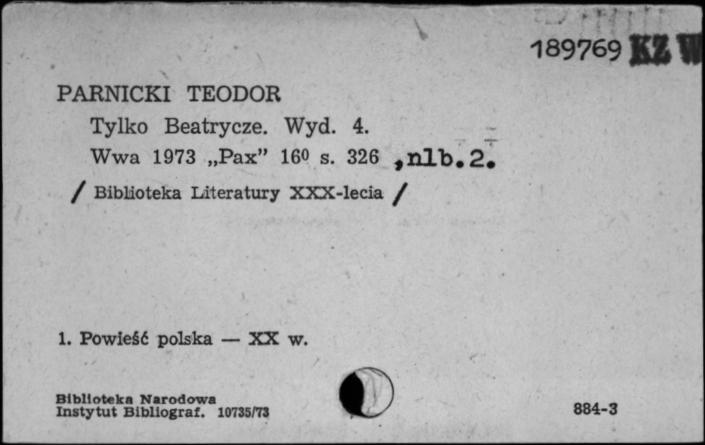 189769 KZ W
PARNICKI TEODOR
Tylko Beatrycze. Wyd. 4.
Wwa 1973 „Pax” 16⁰ s. 326 ,nlb.2.
/ Biblioteka Literatury XXX-lecia /
1. Powieść polska — XX w.
Biblioteka Narodowa
Instytut Bibliograf. 10735/73
884-3